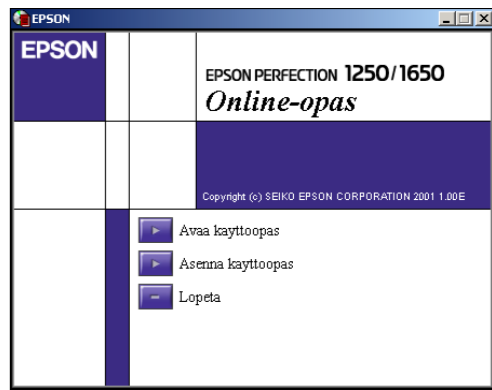 EPSON
EPSON
EPSON PERFECTION 1250/1650
Online-opas
Copyright (c) SEIKO EPSON CORPORATION 2001 1.00E
Avaa kayttoopas
Asenna kayttoopas
Lopeta